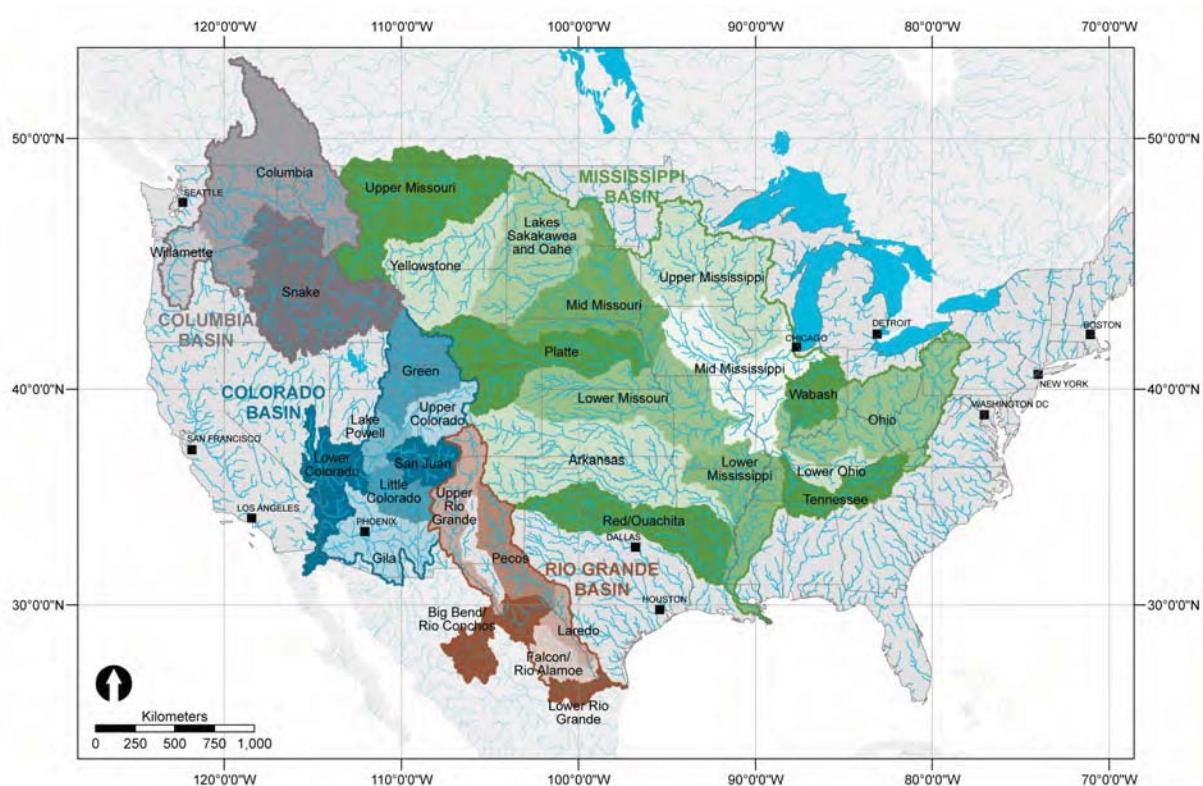 120°0'0"W
110°0'0"W
100°0'0"W
90°0'0"W
80°0'0"W
70°0'0"W
50°0'0"N
50°0'0"N
Columbia
Upper Missouri
MISSISSIPPI
BASIN
SEATTLE
Lakes
Sakakawea
and Oahe
Willamette
Yellowstone
Upper Mississippi
Snake
Mid Missouri
COLUMBIA
BASIN
DETROIT
BOSTON
CHICAGO
Platte
Mid Mississippi
Green
NEW YORK
40°0'0"N
40°0'0"N
COLORADO
BASIN
Wabash
Lower Missouri
WASHINGTON DC
Upper
Colorado
Lake
Powell
Ohio
SAN FRANCISCO
Lower
Colorado
San Juan
Arkansas
Lower
Mississippi
Lower Ohio
Little
Colorado
Upper
Rio
Grande
Tennessee
LOS ANGELES
PHOENIX
Red/Ouachita
DALLAS
Gila
Pecos
RIO GRANDE
BASIN
30°0'0"N
30°0'0"N
HOUSTON
Big Bend/
Rio Conchos
Laredo
Falcon/
Rio Alamoe
Lower Rio
Grande
Kilometers
0 250 500 750 1,000
120°0'0"W
110°0'0"W
100°0'0"W
90°0'0"W
80°0'0"W
70°0'0"W